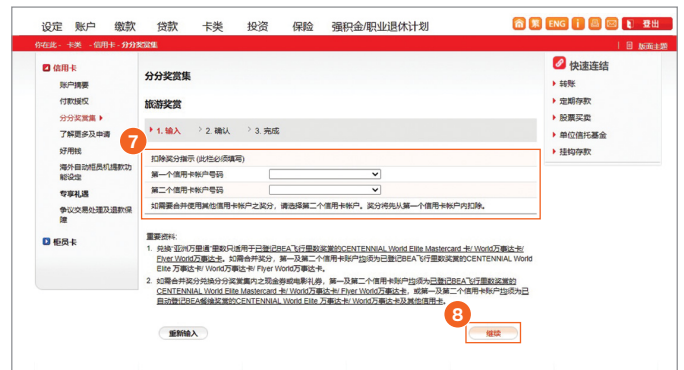 设定 账户 缴款 贷款 卡类 投资 保险 强积金/职业退休计划 繁 ENG i 登出
你在此 - 卡类 - 信用卡 - 分分奖赏集 版面主题
信用卡
账户摘要
付款授权
分分奖赏集
了解更多及申请
好用钱
海外自动柜员机提款功
能设定
专享礼遇
争议交易处理及退款保
障
柜员卡
分分奖赏集
旅游奖赏
1. 输入 2. 确认 3. 完成
7
扣除奖分指示 (此栏必须填写)
第一个信用卡帐户号码
第二个信用卡帐户号码
如需要合并使用其他信用卡帐户之奖分，请选择第二个信用卡帐户。奖分将先从第一个信用卡帐户内扣除。
重要资料:
1. 兑换"亚洲万里通"里数只适用于已登记BEA飞行里数奖赏的CENTENNIAL World Elite Mastercard 卡/ World万事达卡/
Flyer World万事达卡。如需合并奖分，第一及第二个信用卡账户均须为已登记BEA飞行里数奖赏的CENTENNIAL World
Elite 万事达卡/ World万事达卡/ Flyer World万事达卡。
2. 如需合并奖分兑换分分奖赏集内之现金券或电影礼券，第一及第二个信用卡账户均须为已登记BEA飞行里数奖赏的
CENTENNIAL World Elite Mastercard 卡/ World万事达卡/ Flyer World万事达卡，或第一及第二个信用卡账户均须为已
自动登记BEA餐飨奖赏的CENTENNIAL World Elite 万事达卡/ World万事达卡及其他信用卡。
8
重新输入 继续
快速连结
转账
定期存款
股票买卖
单位信托基金
挂钩存款